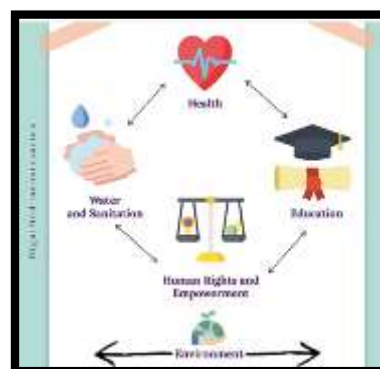 Health
Water
and Sanitation
Education
Human Rights and
Empowerment
Environment